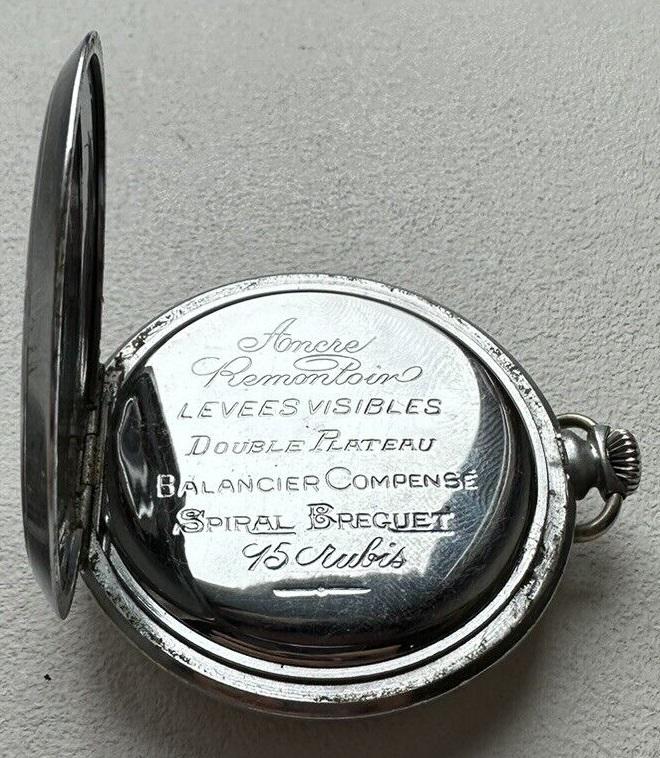 Ancre
Remontoir
LEVEES VISIBLES
DOUBLE PLATEAU
BALANCIER COMPENSÉ
SPIRAL BREGUET
15 Rubis